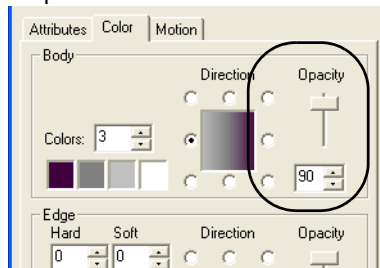 Attributes Color Motion
Body
Direction Opacity
Colors: 3
90
Edge
Hard Soft Direction Opacity
0 0